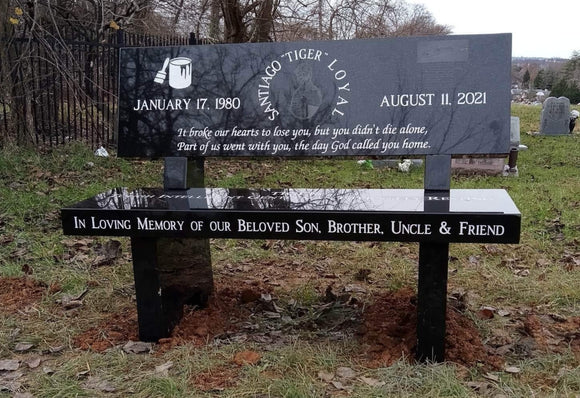 SANTIAGO "TIGER" LOYAL
JANUARY 17, 1980
AUGUST 11, 2021
It broke our hearts to lose you, but you didn't die alone,
Part of us went with you, the day God called you home.
IN LOVING MEMORY OF OUR BELOVED SON, BROTHER, UNCLE & FRIEND